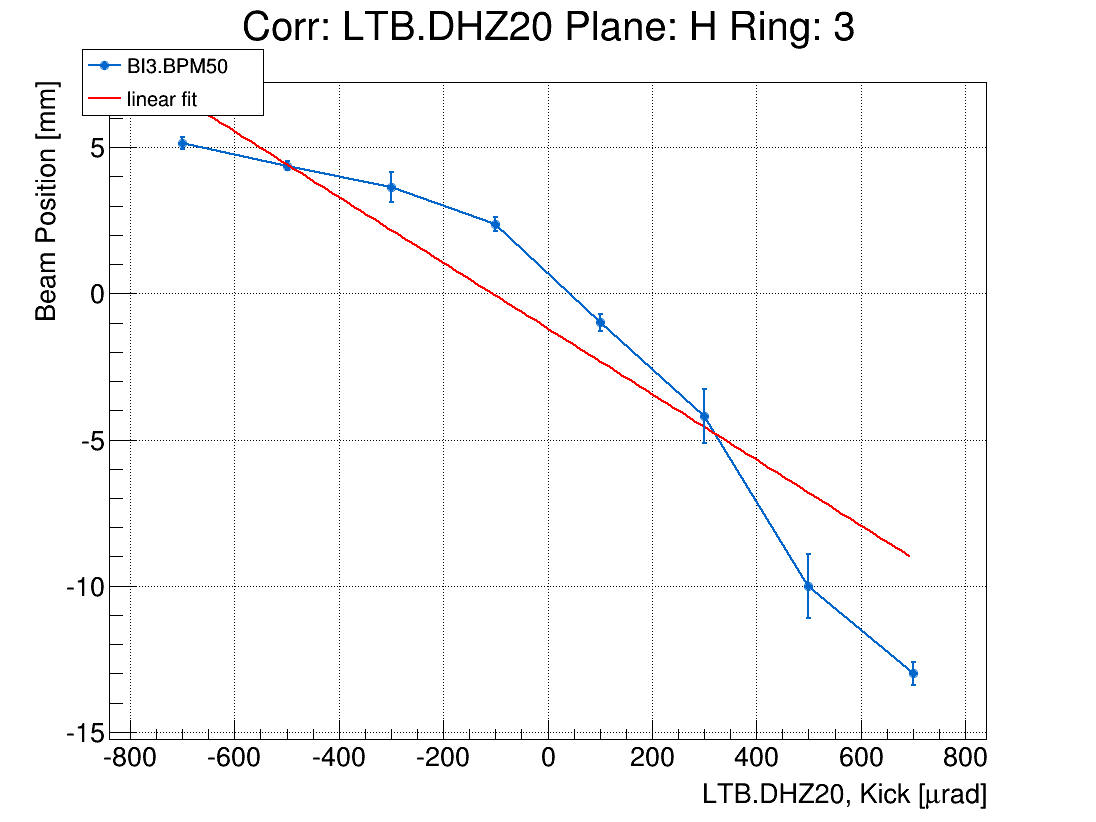 Corr: LTB.DHZ20 Plane: H Ring: 3
BI3.BPM50
linear fit
Beam Position [mm]
5
0
-5
-10
-15
-800 -600 -400 -200 0 200 400 600 800
LTB.DHZ20, Kick [μrad]